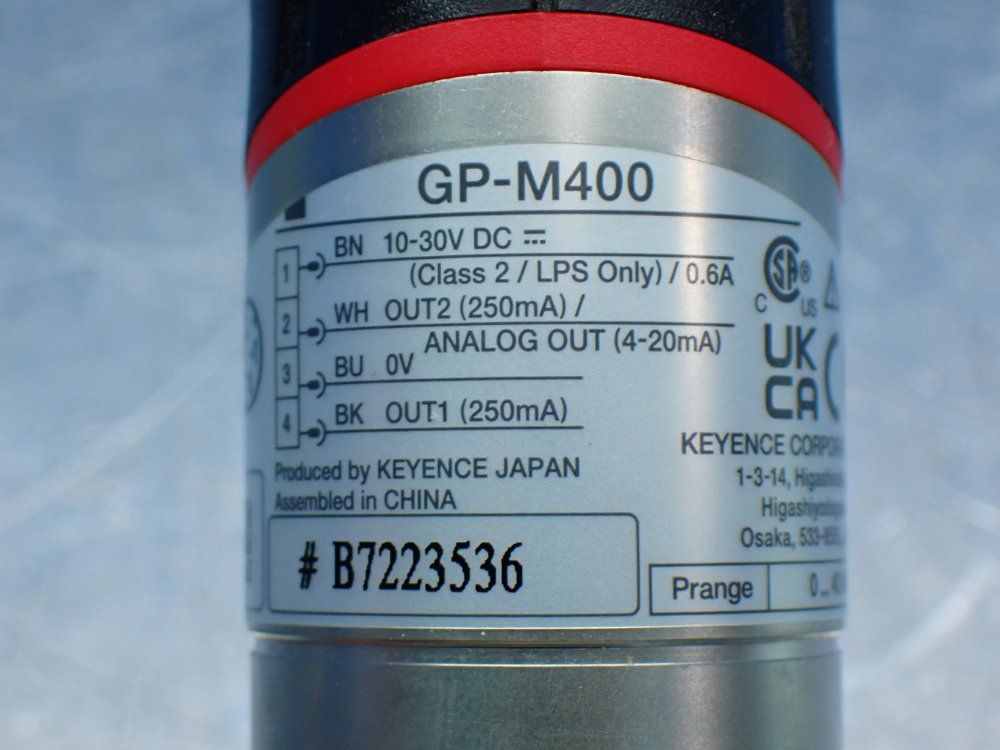 GP-M400
1 BN 10-30V DC
(Class 2 / LPS Only) / 0.6A
2 WH OUT2 (250mA) /
ANALOG OUT (4-20mA)
3 BU 0V
4 BK OUT1 (250mA)
Produced by KEYENCE JAPAN
Assembled in CHINA
# B7223536
C SA ® US
UK
CA
KEYENCE
1-3-14,
Osaka,
Prange